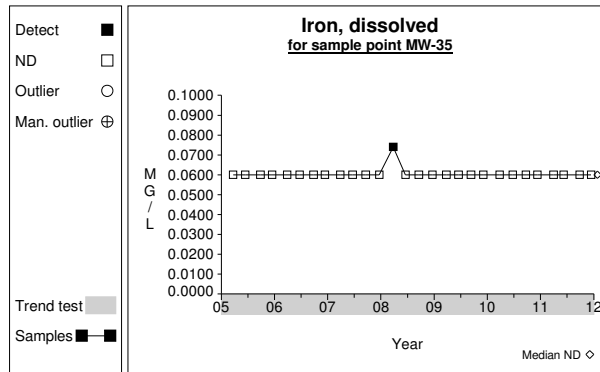 Detect
ND
Outlier
Man. outlier
Trend test
Samples
Iron, dissolved
for sample point MW-35
0.1000
0.0900
0.0800
0.0700
0.0600
0.0500
0.0400
0.0300
0.0200
0.0100
0.0000
M
G
/
L
05 06 07 08 09 10 11 12
Year
Median ND